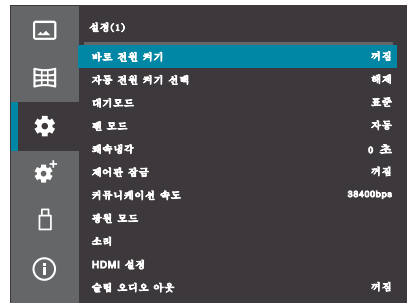 설정(1)
바로 전원 켜기 꺼짐
자동 전원 켜기 선택 해제
대기모드 표준
팬 모드 자동
쾌속냉각 0 초
제어판 잠금 꺼짐
커뮤니케이션 속도 38400bps
광원 모드
소리
HDMI 설정
슬립 오디오 아웃 꺼짐